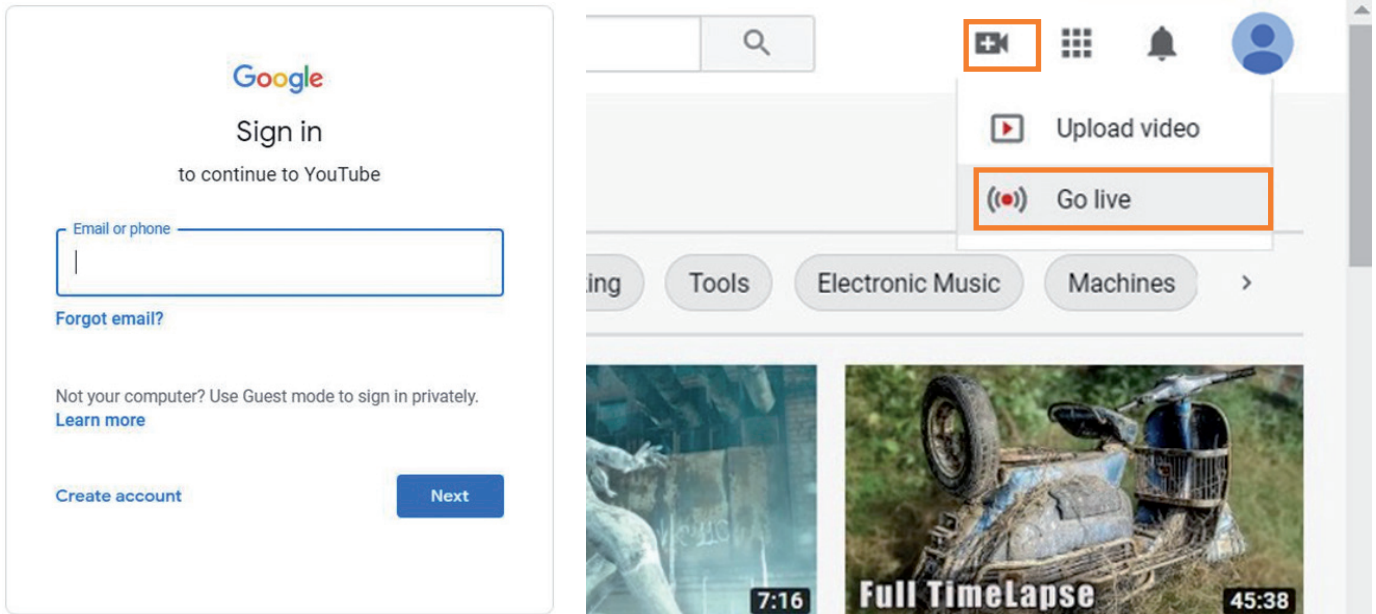 Google
Sign in
to continue to YouTube
Email or phone
Forgot email?
Not your computer? Use Guest mode to sign in privately.
Learn more
Create account
Next
Upload video
Go live
ing
Tools
Electronic Music
Machines
7:16
Full TimeLapse
45:38